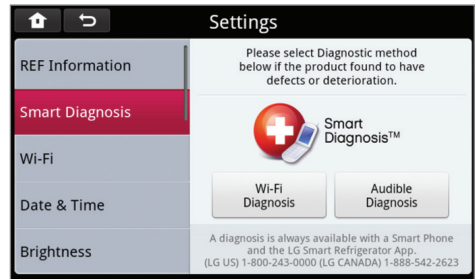 Settings
REF Information
Smart Diagnosis
Wi-Fi
Date & Time
Brightness
Please select Diagnostic method
below if the product found to have
defects or deterioration.
Smart
Diagnosis™
Wi-Fi
Diagnosis
Audible
Diagnosis
A diagnosis is always available with a Smart Phone
and the LG Smart Refrigerator App.
(LG US) 1-800-243-0000 (LG CANADA) 1-888-542-2623